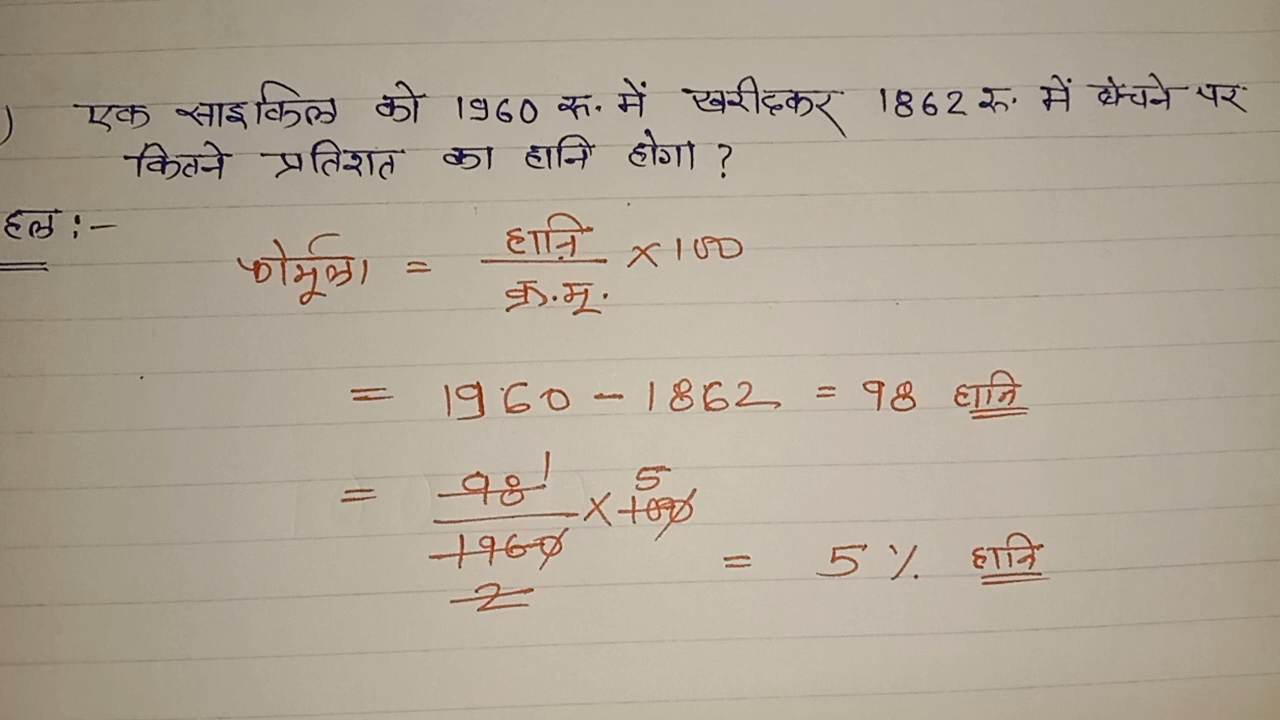 ) एक साइकिल को 1960 रु. में खरीदकर 1862 रु. में बेचने पर
कितने प्रतिशत का हानि होगा ?
हल :-
फोर्मूला = हानि / क्र.मू. × 100
= 1960 - 1862 = 98 हानि
= 98 1 / 1960 2 × 100 5
= 5 % हानि